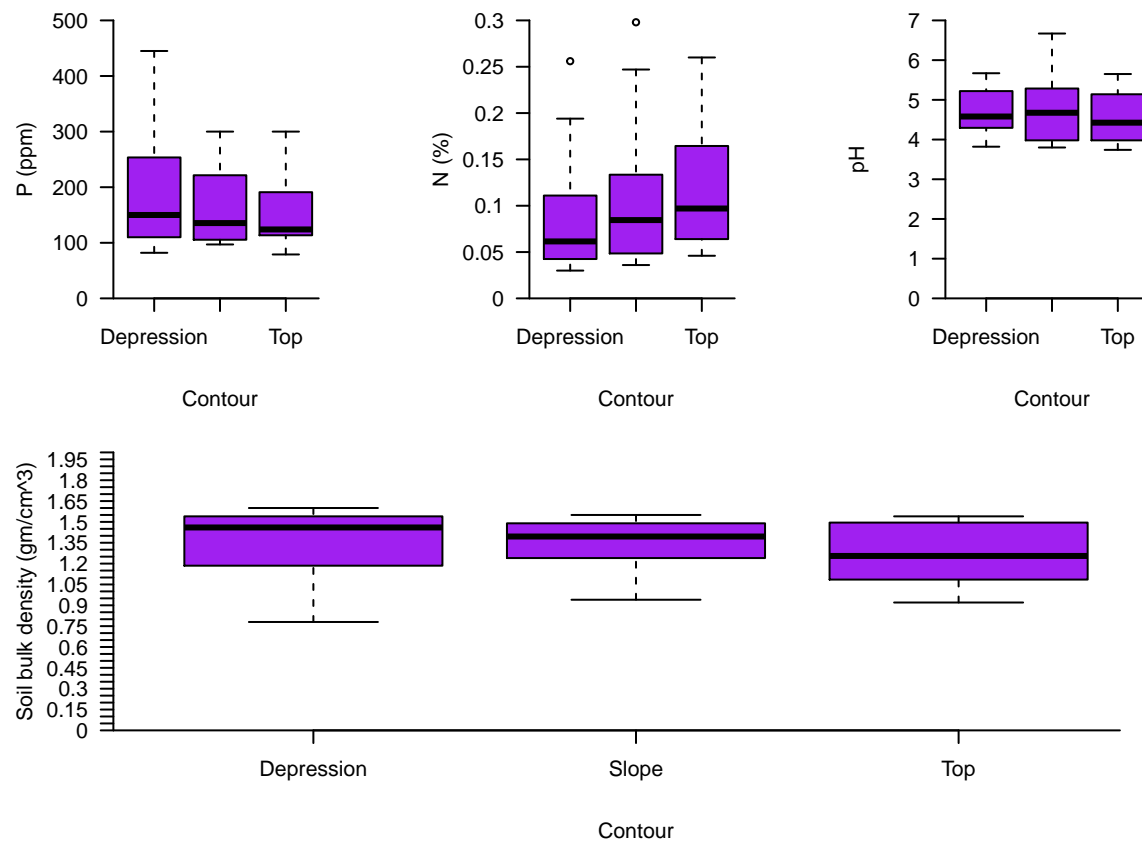 P (ppm)
500
400
300
200
100
0
Depression Top
Contour
N (%)
0.3
0.25
0.2
0.15
0.1
0.05
0
Depression Top
Contour
pH
7
6
5
4
3
2
1
0
Depression Top
Contour
Soil bulk density (gm/cm^3)
1.95
1.8
1.65
1.5
1.35
1.2
1.05
0.9
0.75
0.6
0.45
0.3
0.15
0
Depression Slope Top
Contour